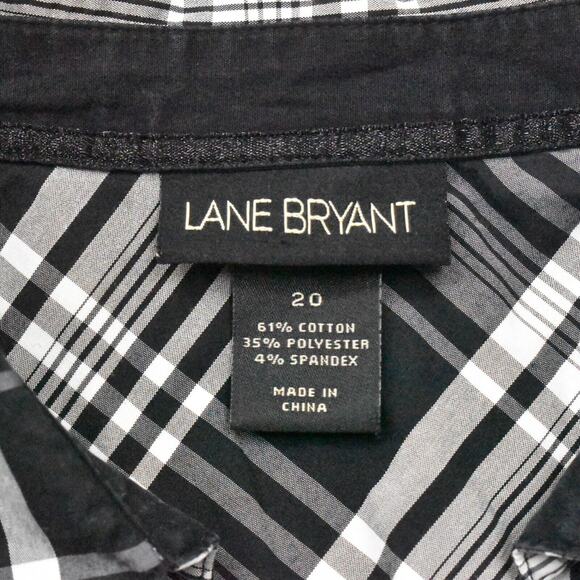 LANE BRYANT
20
61% COTTON
35% POLYESTER
4% SPANDEX
MADE IN
CHINA